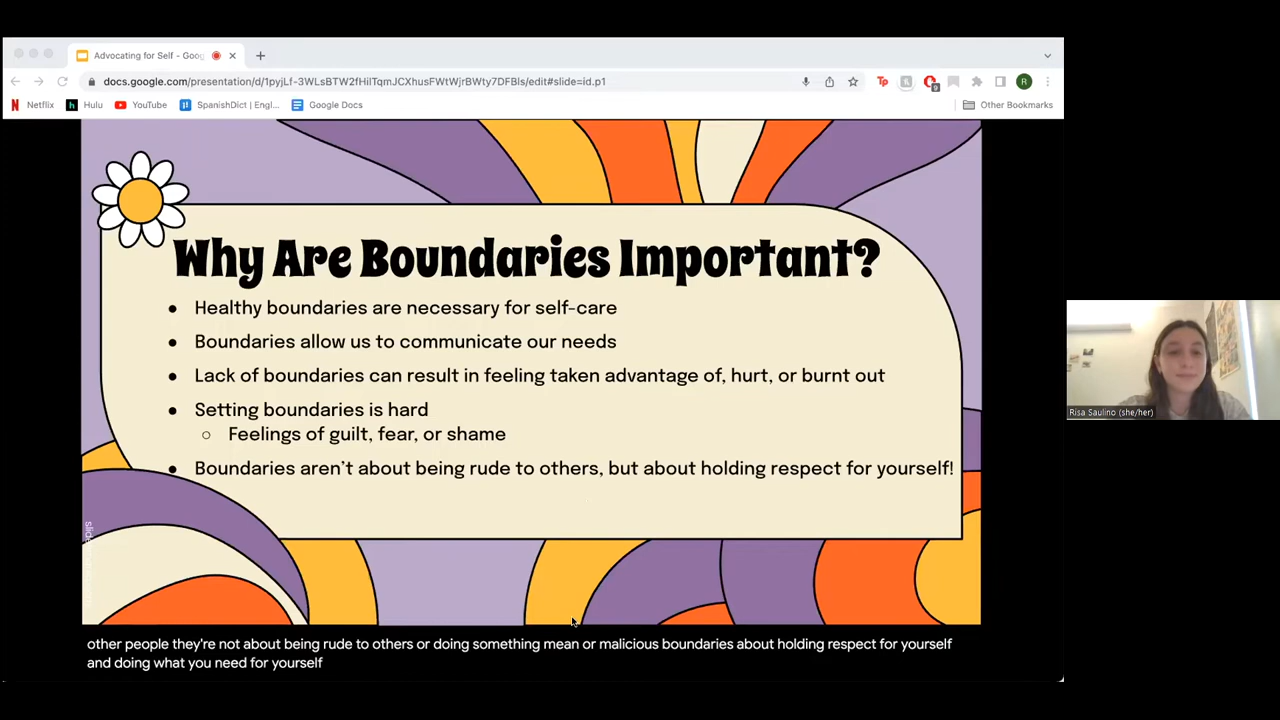 Advocating for Self - Goog
docs.google.com/presentation/d/1pyjLf-3WLsBTW2fHilTqmJCXhusFWtWjrBWty7DFBIs/edit#slide=id.p1
Tp
9
R
N Netflix
h Hulu
YouTube
SpanishDict | Engl...
Google Docs
Other Bookmarks
Why Are Boundaries Important?
● Healthy boundaries are necessary for self-care
● Boundaries allow us to communicate our needs
● Lack of boundaries can result in feeling taken advantage of, hurt, or burnt out
● Setting boundaries is hard
○ Feelings of guilt, fear, or shame
● Boundaries aren't about being rude to others, but about holding respect for yourself!
Risa Saulino (she/her)
other people they're not about being rude to others or doing something mean or malicious boundaries about holding respect for yourself
and doing what you need for yourself